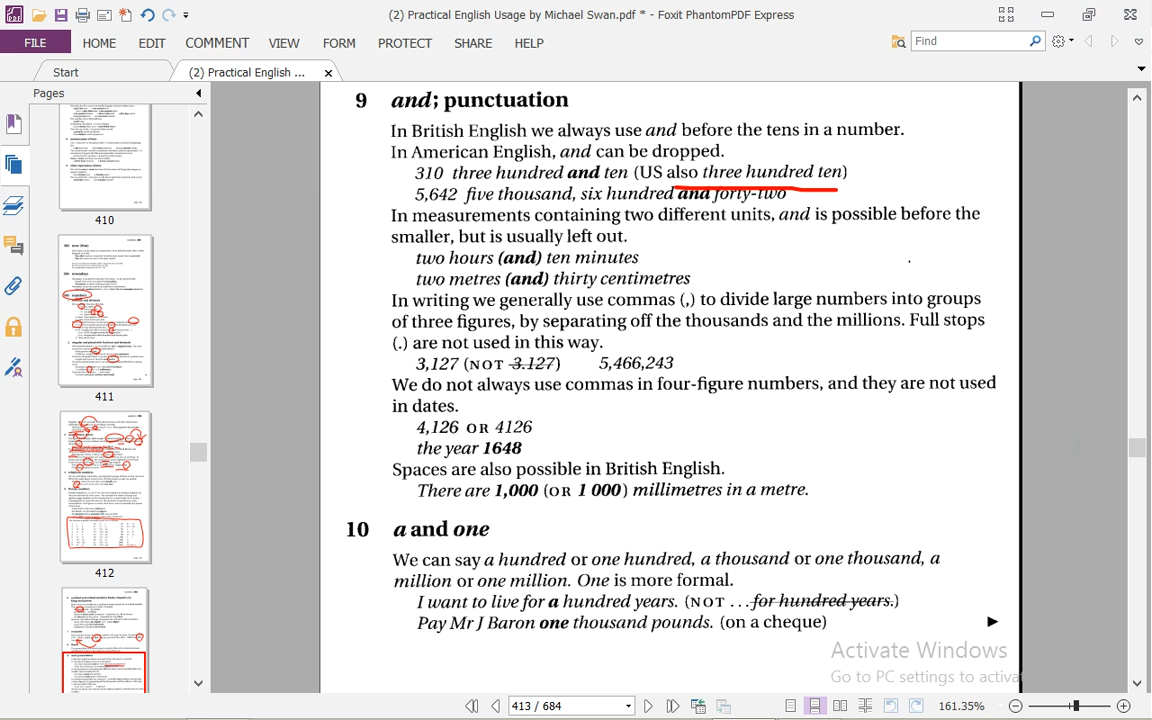 (2) Practical English Usage by Michael Swan.pdf * - Foxit PhantomPDF Express
FILE HOME EDIT COMMENT VIEW FORM PROTECT SHARE HELP
Find
Start
(2) Practical English ...
Pages
410
411
412
9 and; punctuation
In British English we always use and before the tens in a number.
In American English, and can be dropped.
310 three hundred and ten (US also three hundred ten)
5,642 five thousand, six hundred and forty-two
In measurements containing two different units, and is possible before the
smaller, but is usually left out.
two hours (and) ten minutes
two metres (and) thirty centimetres
In writing we generally use commas (,) to divide large numbers into groups
of three figures, by separating off the thousands and the millions. Full stops
(.) are not used in this way.
3,127 (NOT 3.127) 5,466,243
We do not always use commas in four-figure numbers, and they are not used
in dates.
4,126 OR 4126
the year 1648
Spaces are also possible in British English.
There are 1,000 (OR 1 000) millimetres in a metre.
10 a and one
We can say a hundred or one hundred, a thousand or one thousand, a
million or one million. One is more formal.
I want to live for a hundred years. (NOT ... for hundred years.)
Pay Mr J Baron one thousand pounds. (on a cheque)
Activate Windows
Go to PC settings to activa
413 / 684
161.35%